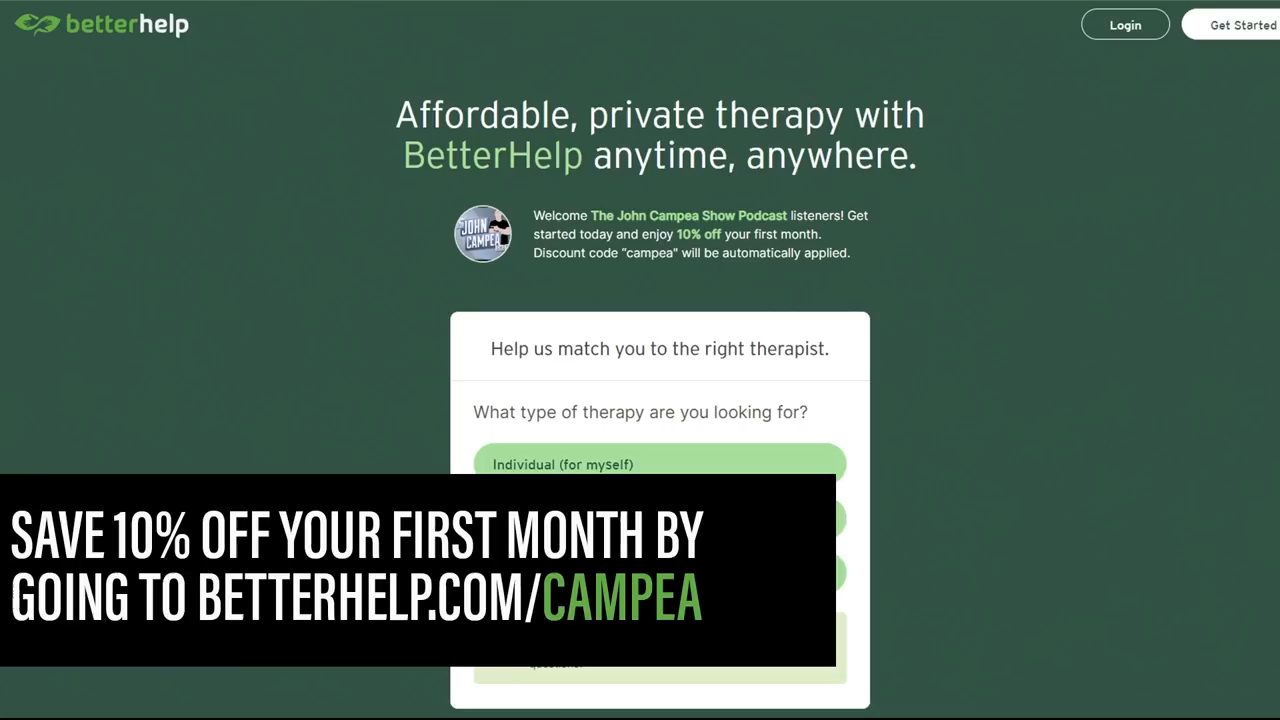 betterhelp
Login
Get Started
Affordable, private therapy with
BetterHelp anytime, anywhere.
JOHN
CAMPEA
Welcome The John Campea Show Podcast listeners! Get
started today and enjoy 10% off your first month.
Discount code “campea" will be automatically applied.
Help us match you to the right therapist.
What type of therapy are you looking for?
Individual (for myself)
SAVE 10% OFF YOUR FIRST MONTH BY
GOING TO BETTERHELP.COM/CAMPEA